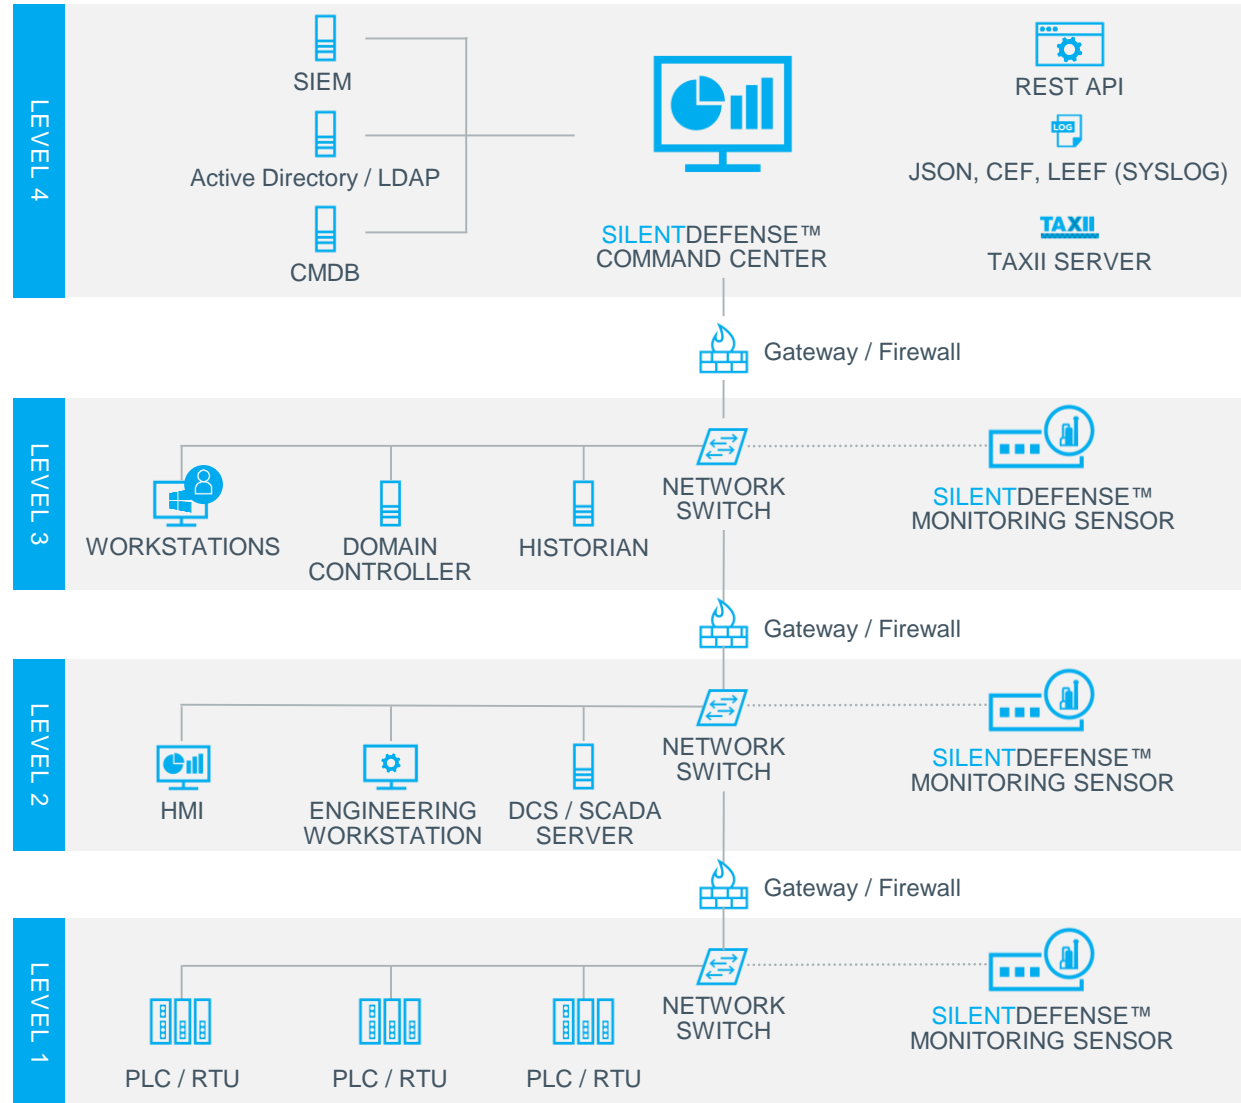 LEVEL 4
SIEM
Active Directory / LDAP
CMDB
SILENTDEFENSE™
COMMAND CENTER
REST API
LOG
JSON, CEF, LEEF (SYSLOG)
TAXII
TAXII SERVER
Gateway / Firewall
LEVEL 3
WORKSTATIONS
DOMAIN
CONTROLLER
HISTORIAN
NETWORK
SWITCH
SILENTDEFENSE™
MONITORING SENSOR
Gateway / Firewall
LEVEL 2
HMI
ENGINEERING
WORKSTATION
DCS / SCADA
SERVER
NETWORK
SWITCH
SILENTDEFENSE™
MONITORING SENSOR
Gateway / Firewall
LEVEL 1
PLC / RTU
PLC / RTU
PLC / RTU
NETWORK
SWITCH
SILENTDEFENSE™
MONITORING SENSOR